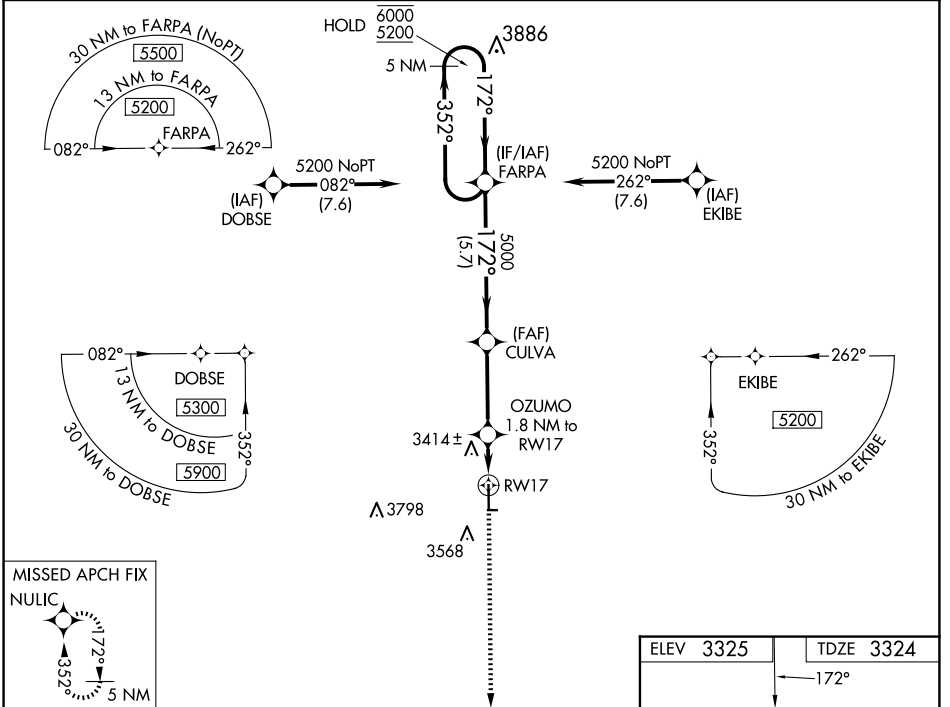 30 NM to FARPA (NoPT)
5500
13 NM to FARPA
5200
FARPA
082°
262°
HOLD
6000
5200
5 NM
3886
352°
172°
(IF/IAF)
FARPA
5200 NoPT
082°
(7.6)
(IAF)
DOBSE
5200 NoPT
262°
(7.6)
(IAF)
EKIBE
5000
172°
(5.7)
(FAF)
CULVA
082°
DOBSE
5300
13 NM to DOBSE
5900
30 NM to DOBSE
352°
262°
EKIBE
5200
352°
30 NM to EKIBE
OZUMO
1.8 NM to
RW17
3414±
RW17
3798
3568
MISSED APCH FIX
NULIC
172°
352°
5 NM
ELEV 3325
TDZE 3324
172°